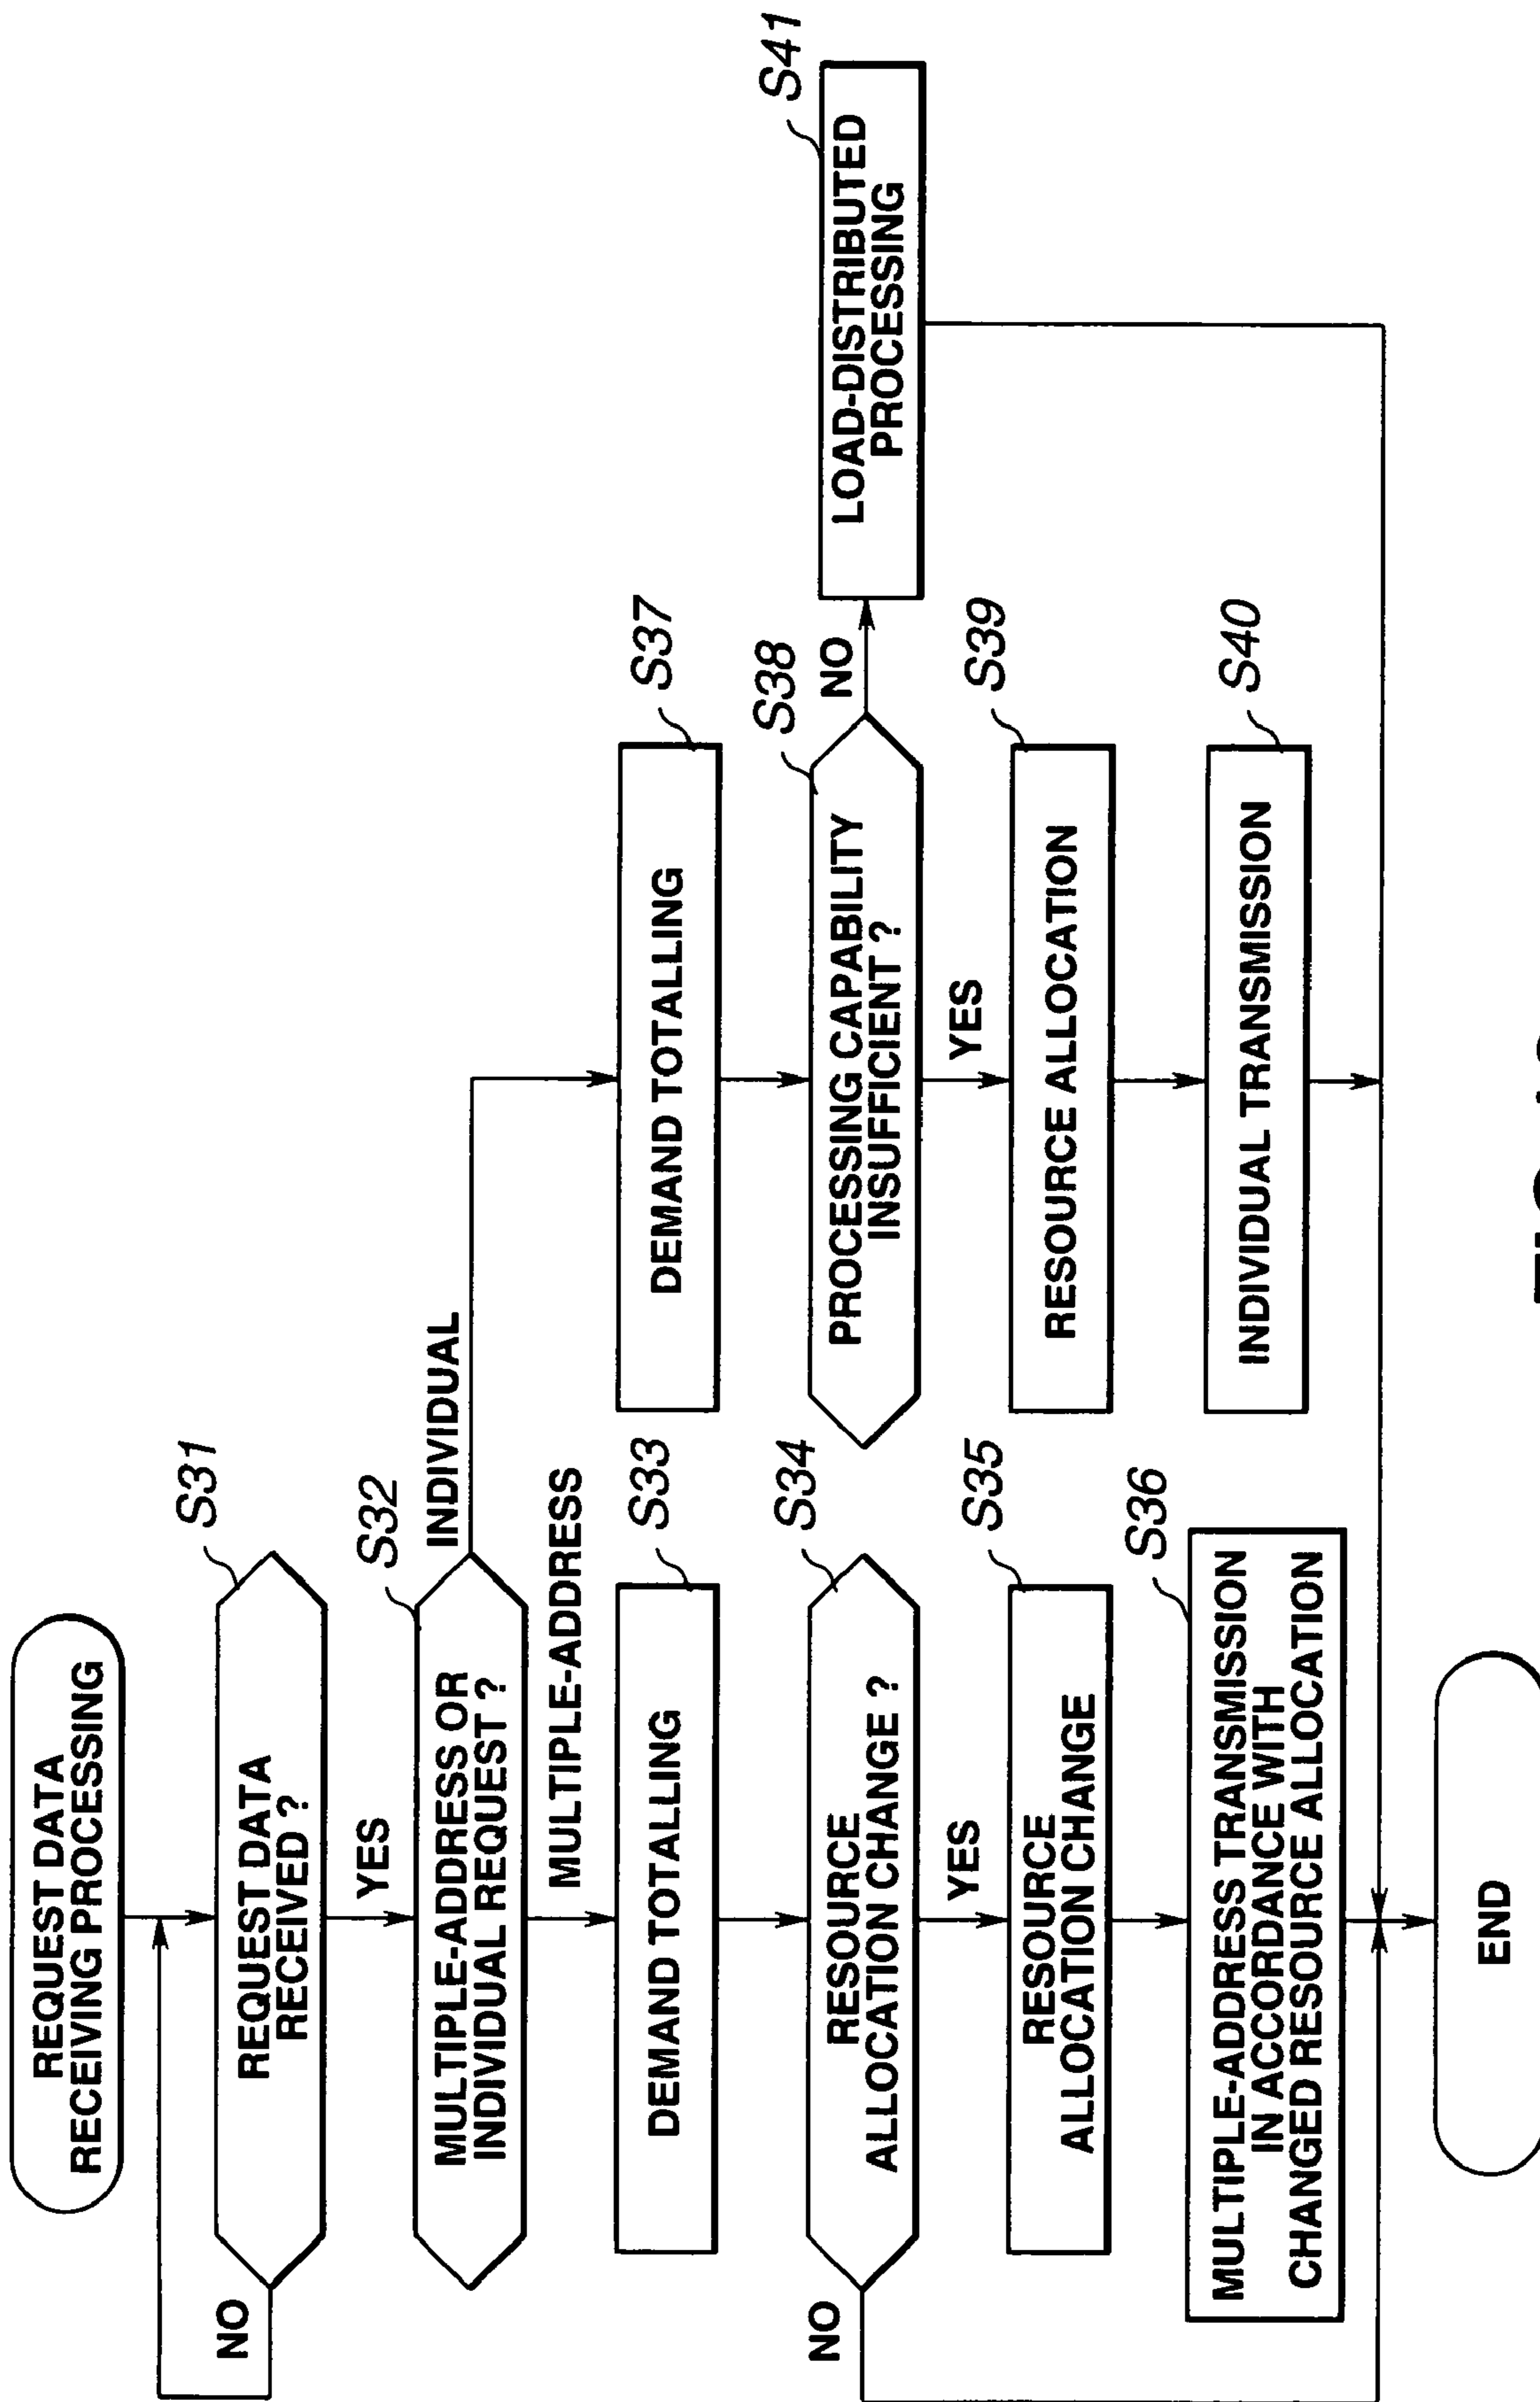 REQUEST DATA
RECEIVING PROCESSING
S31
REQUEST DATA
RECEIVED ?
NO
YES
S32
MULTIPLE-ADDRESS OR
INDIVIDUAL REQUEST ?
INDIVIDUAL
MULTIPLE-ADDRESS
S33
DEMAND TOTALLING
S34
RESOURCE
ALLOCATION CHANGE ?
NO
YES
S35
RESOURCE
ALLOCATION CHANGE
S36
MULTIPLE-ADDRESS TRANSMISSION
IN ACCORDANCE WITH
CHANGED RESOURCE ALLOCATION
S37
DEMAND TOTALLING
S38
PROCESSING CAPABILITY
INSUFFICIENT ?
NO
YES
S39
RESOURCE ALLOCATION
S40
INDIVIDUAL TRANSMISSION
S41
LOAD-DISTRIBUTED
PROCESSING
END